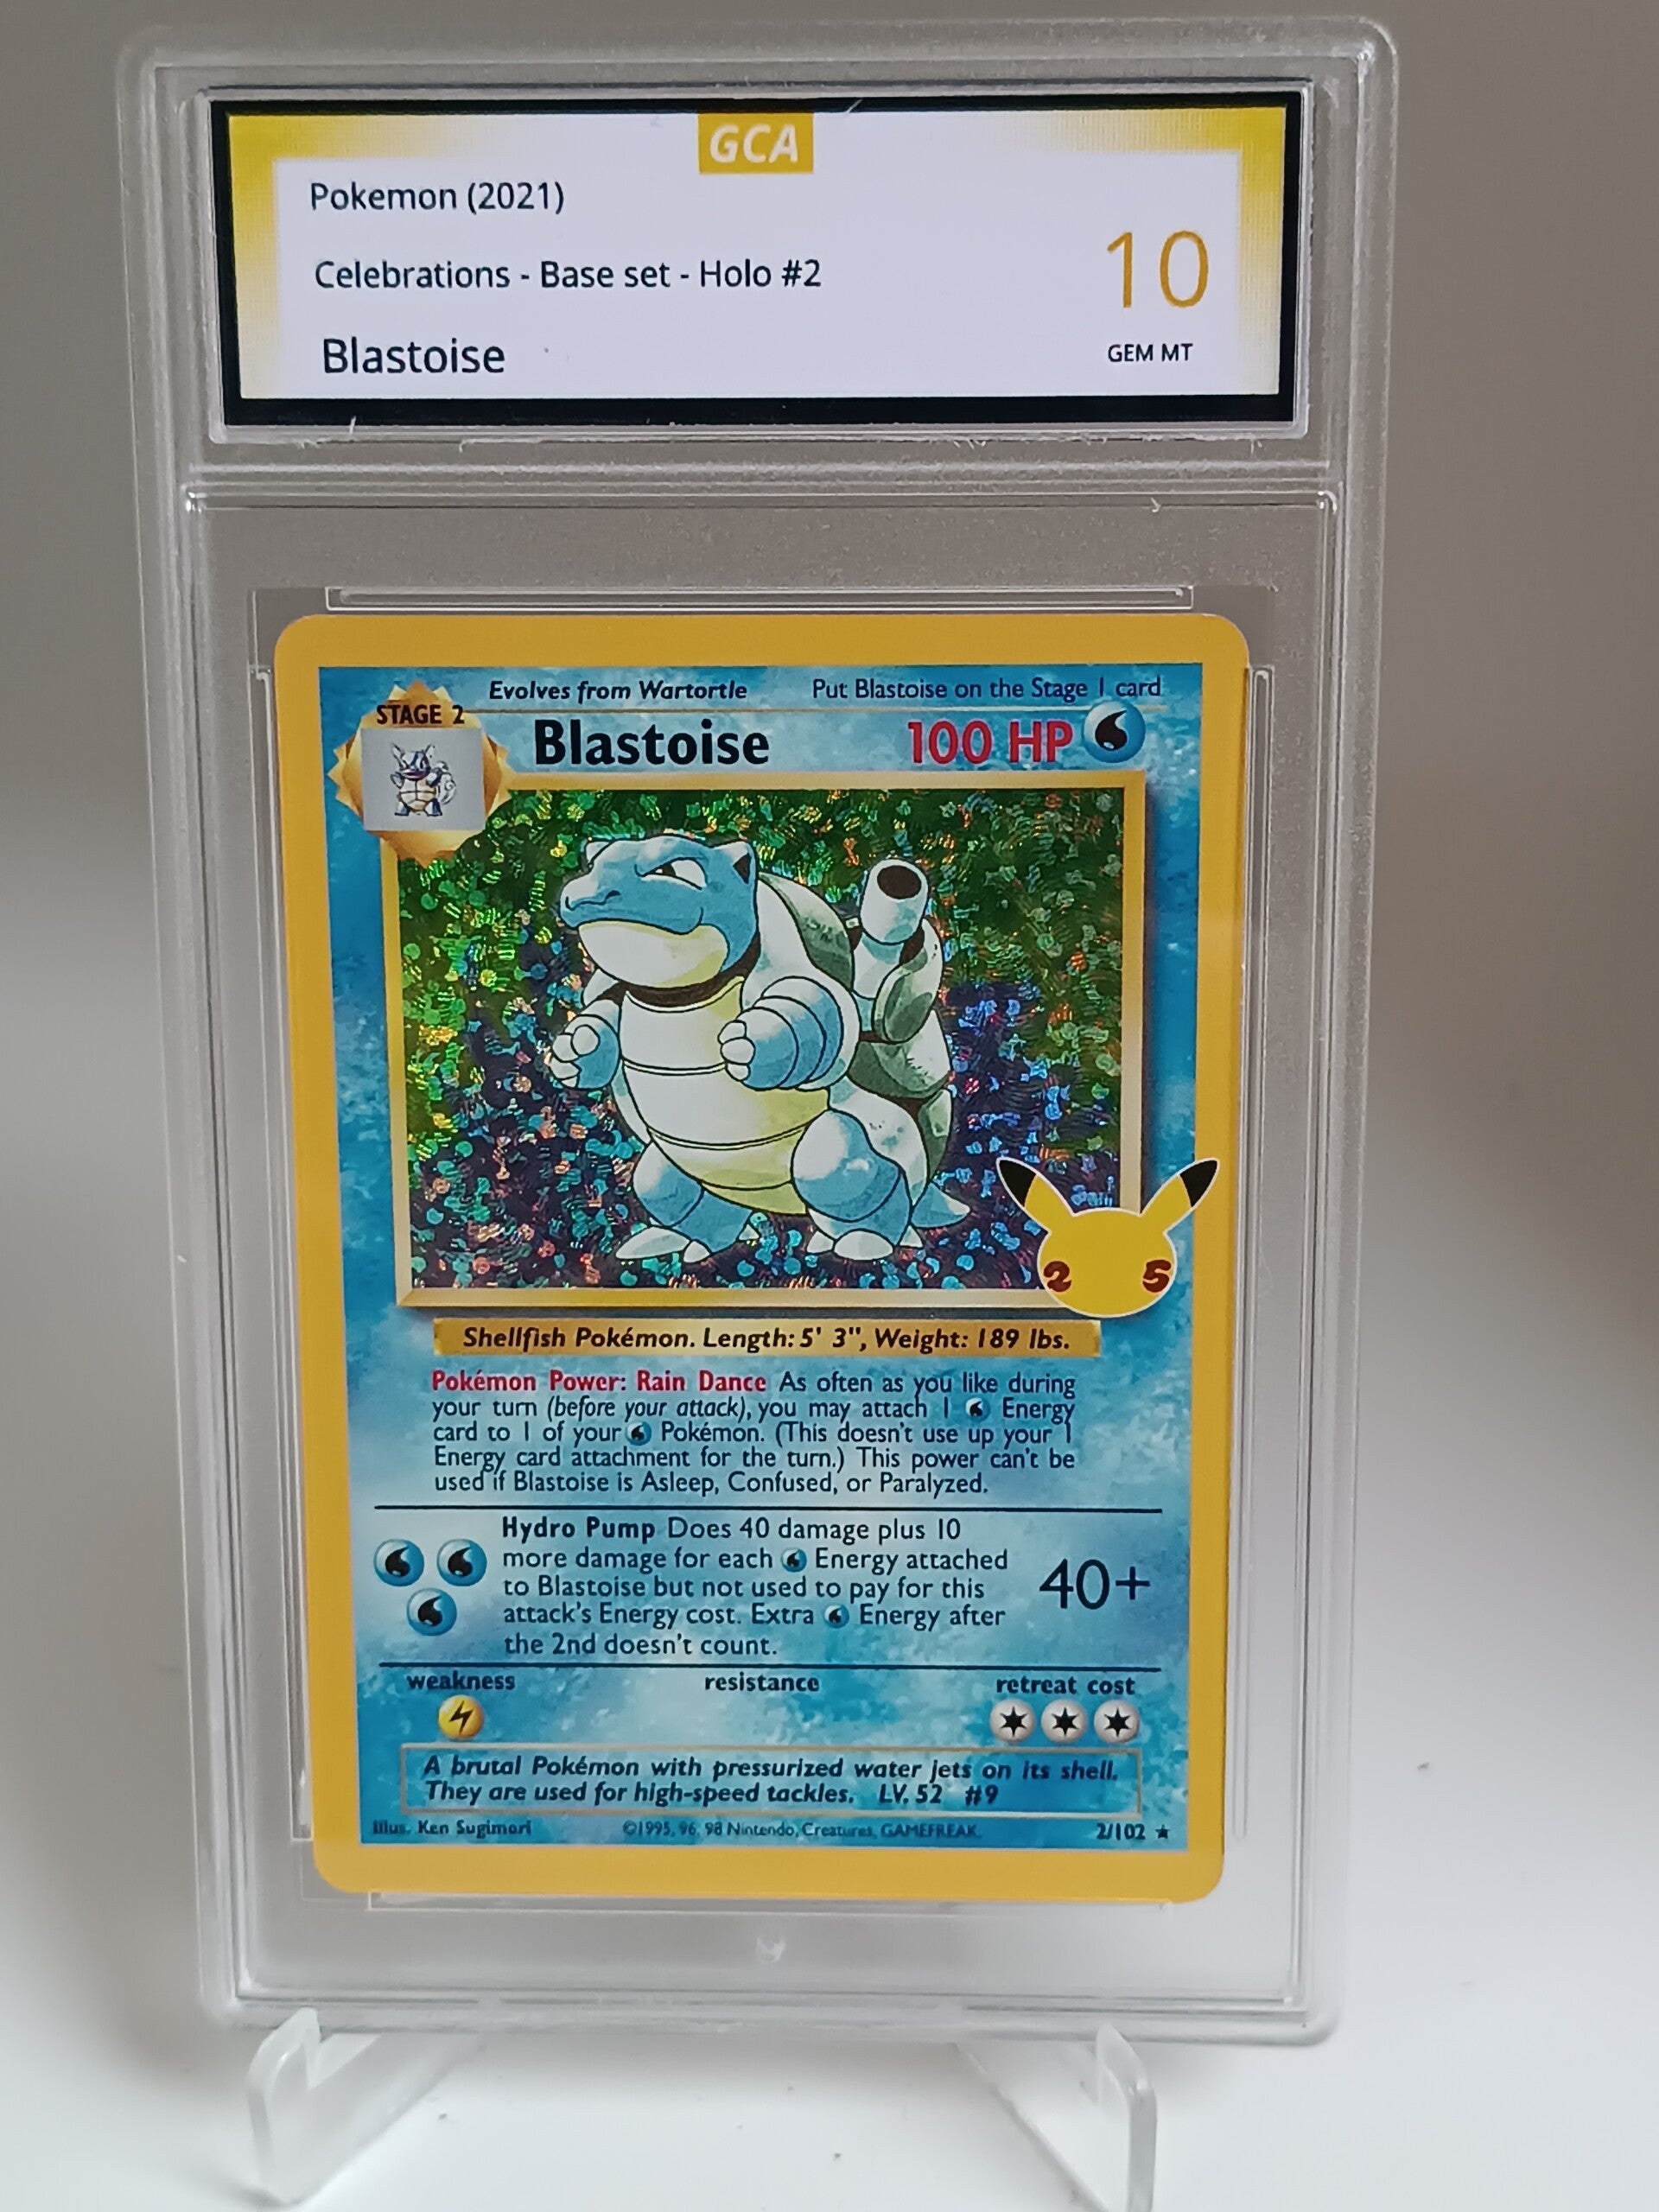 GCA
Pokemon (2021)
Celebrations - Base set - Holo #2
10
Blastoise
GEM MT
Evolves from Wartortle
Put Blastoise on the Stage 1 card
STAGE 2
Blastoise
100 HP
25
Shellfish Pokémon. Length: 5' 3", Weight: 189 lbs.
Pokémon Power: Rain Dance As often as you like during
your turn (before your attack), you may attach 1 Energy
card to 1 of your Pokémon. (This doesn't use up your 1
Energy card attachment for the turn.) This power can't be
used if Blastoise is Asleep, Confused, or Paralyzed.
Hydro Pump Does 40 damage plus 10
more damage for each Energy attached
to Blastoise but not used to pay for this
attack's Energy cost. Extra Energy after
the 2nd doesn't count.
40+
weakness
resistance
retreat cost
A brutal Pokémon with pressurized water jets on its shell.
They are used for high-speed tackles. LV. 52 #9
Illus. Ken Sugimori
©1995, 96, 98 Nintendo, Creatures, GAMEFREAK.
2/102 ★